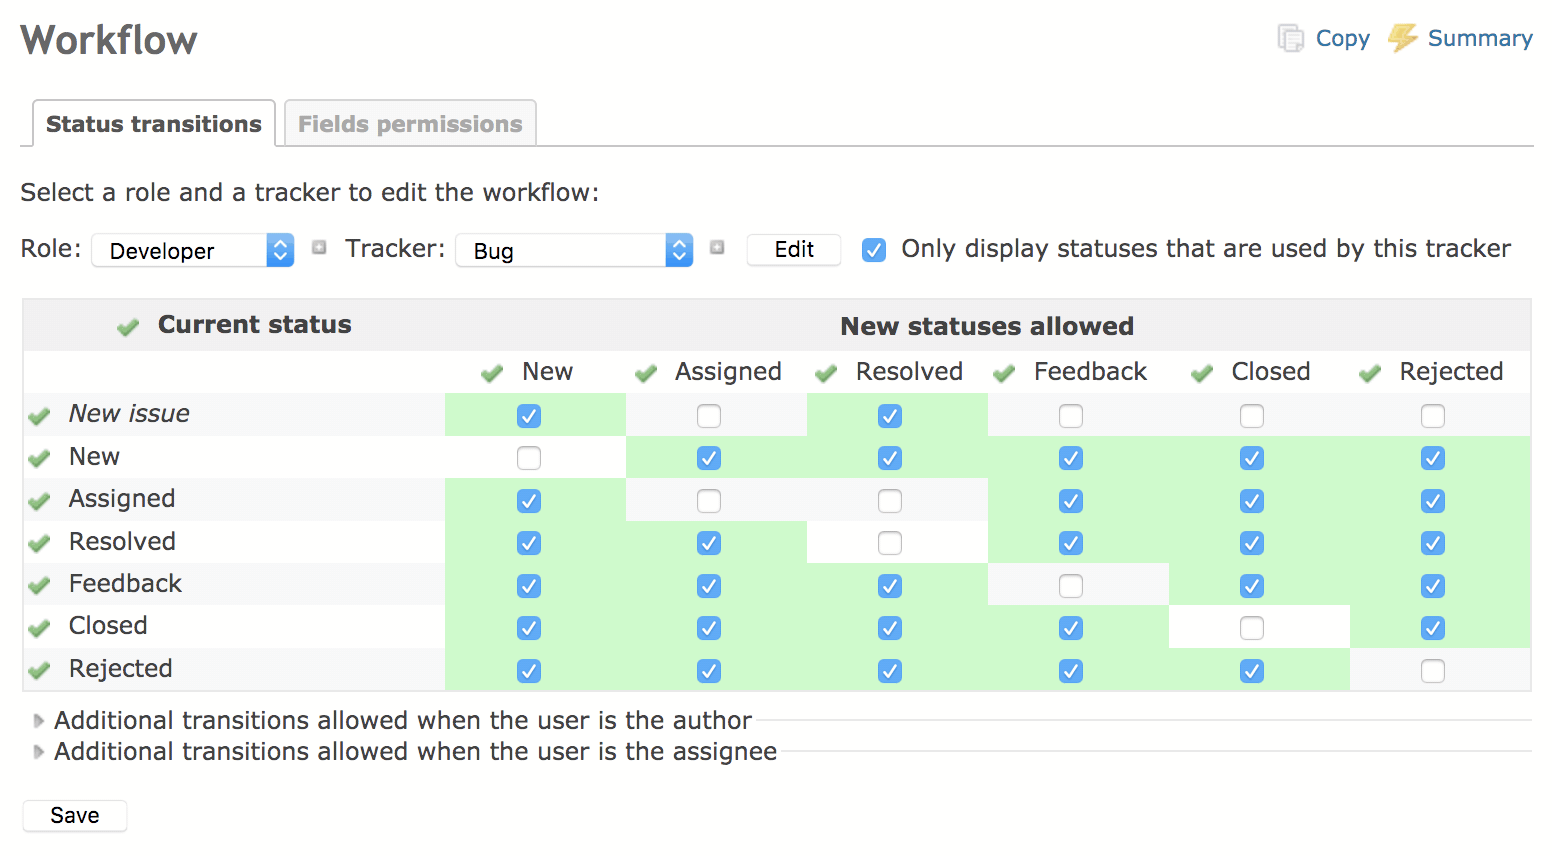 Workflow
Copy Summary
Status transitions Fields permissions
Select a role and a tracker to edit the workflow:
Role: Developer Tracker: Bug Edit Only display statuses that are used by this tracker
Current status New statuses allowed
New Assigned Resolved Feedback Closed Rejected
New issue
New
Assigned
Resolved
Feedback
Closed
Rejected
Additional transitions allowed when the user is the author
Additional transitions allowed when the user is the assignee
Save